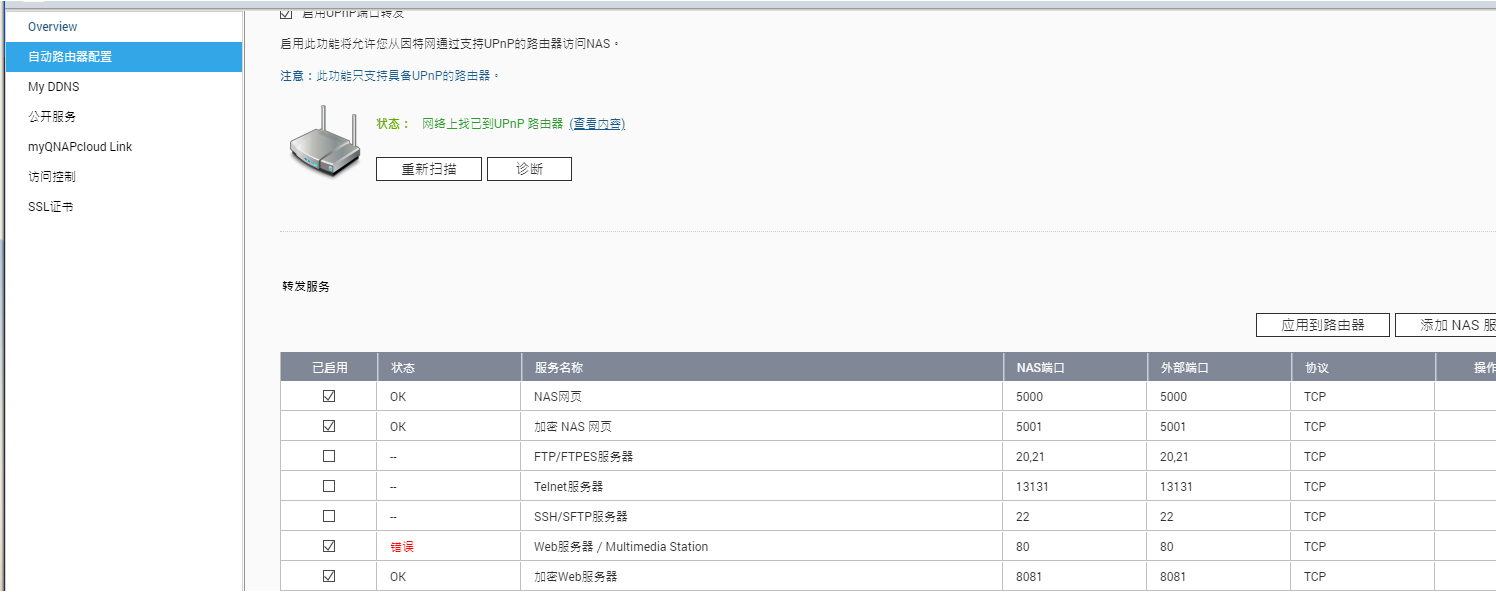 Overview
自动路由器配置
My DDNS
公开服务
myQNAPcloud Link
访问控制
SSL证书
启用UPnP端口转发
启用此功能将允许您从因特网通过支持UPnP的路由器访问NAS。
注意：此功能只支持具备UPnP的路由器。
状态： 网络上找已到UPnP 路由器 (查看内容)
重新扫描 诊断
转发服务
应用到路由器 添加 NAS 服
已启用 状态 服务名称 NAS端口 外部端口 协议 操作
OK NAS网页 5000 5000 TCP
OK 加密 NAS 网页 5001 5001 TCP
-- FTP/FTPES服务器 20,21 20,21 TCP
-- Telnet服务器 13131 13131 TCP
-- SSH/SFTP服务器 22 22 TCP
错误 Web服务器 / Multimedia Station 80 80 TCP
OK 加密Web服务器 8081 8081 TCP